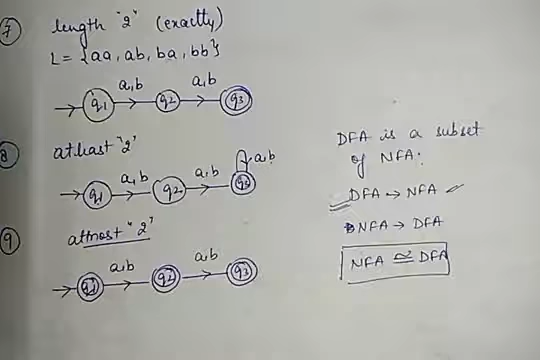 7 length "2" (exactly)
L = {aa, ab, ba, bb}
a,b a,b
q1 q2 q3
8 atleast "2"
a,b a,b a,b
q1 q2 q3
9 atmost "2"
a,b a,b
q1 q2 q3
DFA is a subset
of NFA.
DFA → NFA ✓
NFA → DFA
NFA ≅ DFA